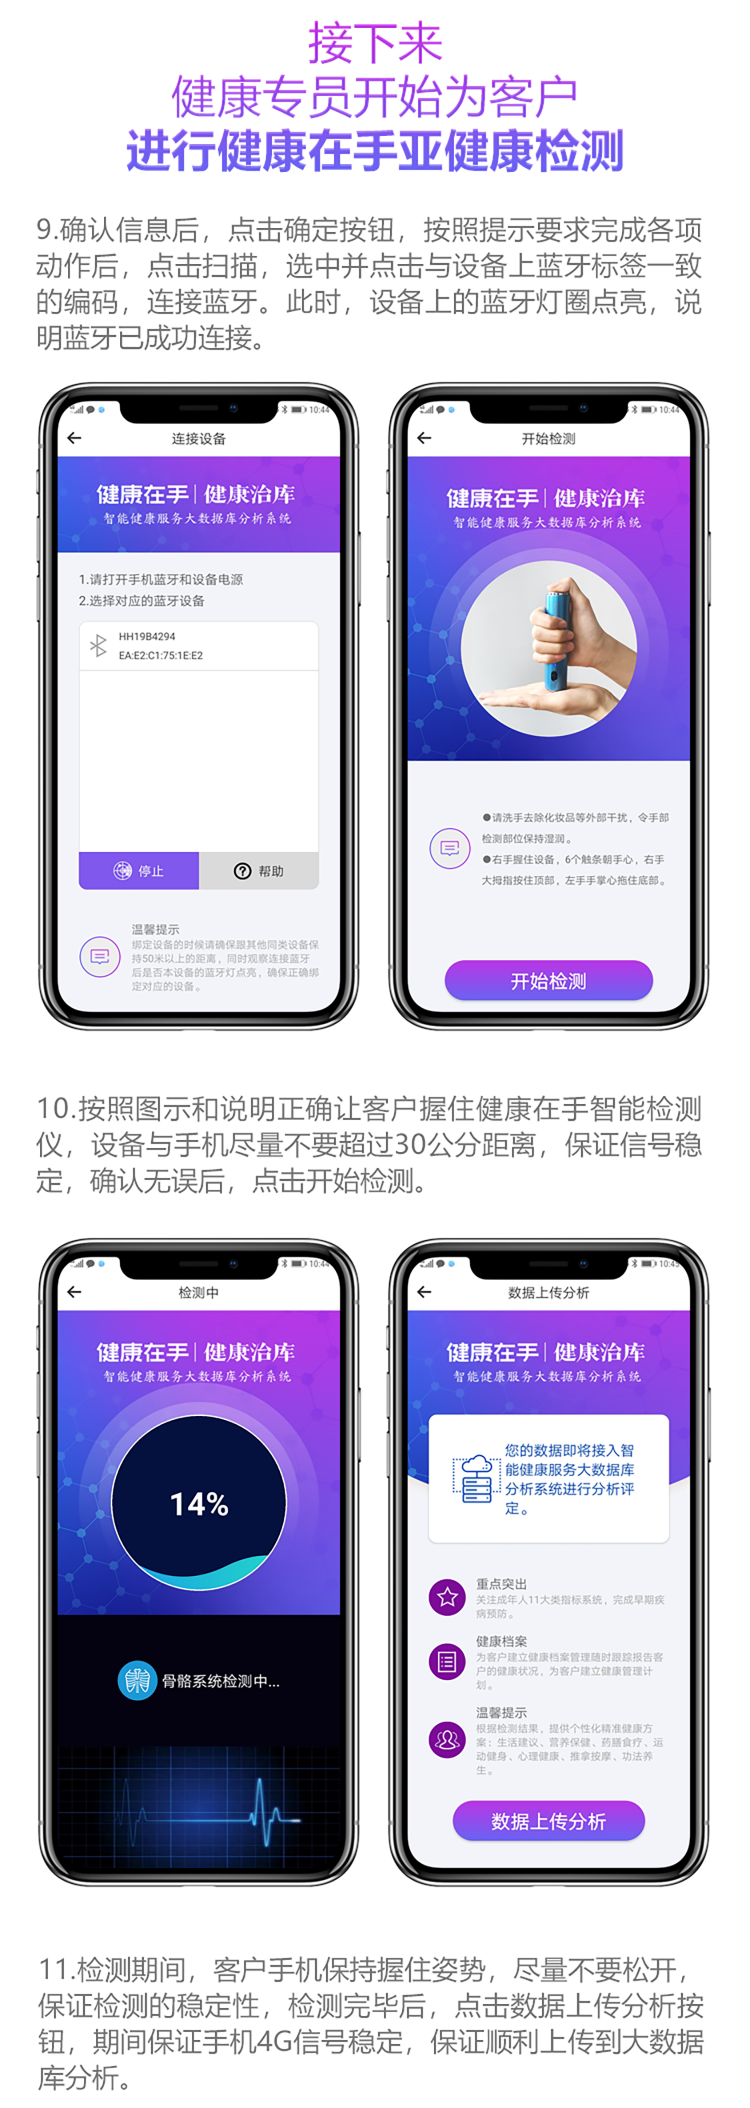 接下来
健康专员开始为客户
进行健康在手亚健康检测
9.确认信息后，点击确定按钮，按照提示要求完成各项
动作后，点击扫描，选中并点击与设备上蓝牙标签一致
的编码，连接蓝牙。此时，设备上的蓝牙灯圈点亮，说
明蓝牙已成功连接。
10:44
连接设备
健康在手|健康治库
智能健康服务大数据库分析系统
1.请打开手机蓝牙和设备电源
2.选择对应的蓝牙设备
HH19B4294
EA:E2:C1:75:1E:E2
停止
帮助
温馨提示
绑定设备的时候请确保跟其他同类设备保
持50米以上的距离，同时观察连接蓝牙
后是否本设备的蓝牙灯点亮，确保正确绑
定对应的设备。
10:44
开始检测
健康在手|健康治库
智能健康服务大数据库分析系统
●请洗手去除化妆品等外部干扰，令手部
检测部位保持湿润。
●右手握住设备，6个触条朝手心，右手
大拇指按住顶部，左手手掌心拖住底部。
开始检测
10.按照图示和说明正确让客户握住健康在手智能检测
仪，设备与手机尽量不要超过30公分距离，保证信号稳
定，确认无误后，点击开始检测。
10:44
检测中
健康在手|健康治库
智能健康服务大数据库分析系统
14%
骨骼系统检测中...
10:45
数据上传分析
健康在手|健康治库
智能健康服务大数据库分析系统
您的数据即将接入智
能健康服务大数据库
分析系统进行分析评
定。
重点突出
关注成年人11大类指标系统，完成早期疾
病预防。
健康档案
为客户建立健康档案管理随时跟踪报告客
户的健康状况，为客户建立健康管理计
划。
温馨提示
根据检测结果，提供个性化精准健康方
案：生活建议、营养保健、药膳食疗、运
动健身、心理健康、推拿按摩、功法养
生。
数据上传分析
11.检测期间，客户手机保持握住姿势，尽量不要松开，
保证检测的稳定性，检测完毕后，点击数据上传分析按
钮，期间保证手机4G信号稳定，保证顺利上传到大数据
库分析。